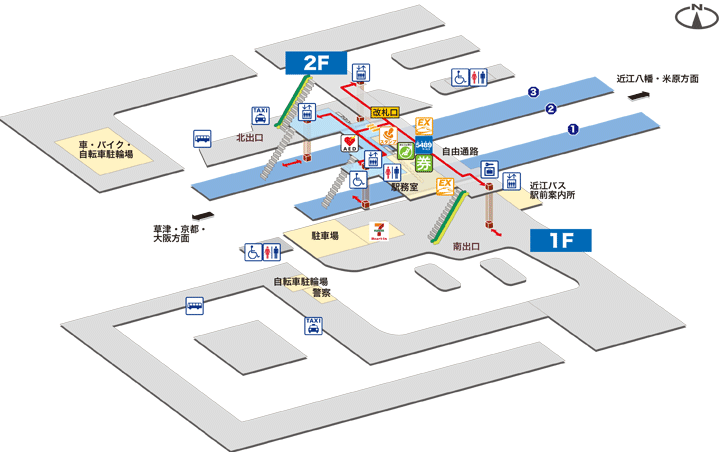 N
2F
近江八幡・米原方面
3
2
1
改札口
TAXI
北出口
車・バイク・
自転車駐輪場
AED
EX
5489
自由通路
券
駅務室
EX
近江バス
駅前案内所
草津・京都・
大阪方面
駐車場
7
南出口
1F
自転車駐輪場
警察
TAXI